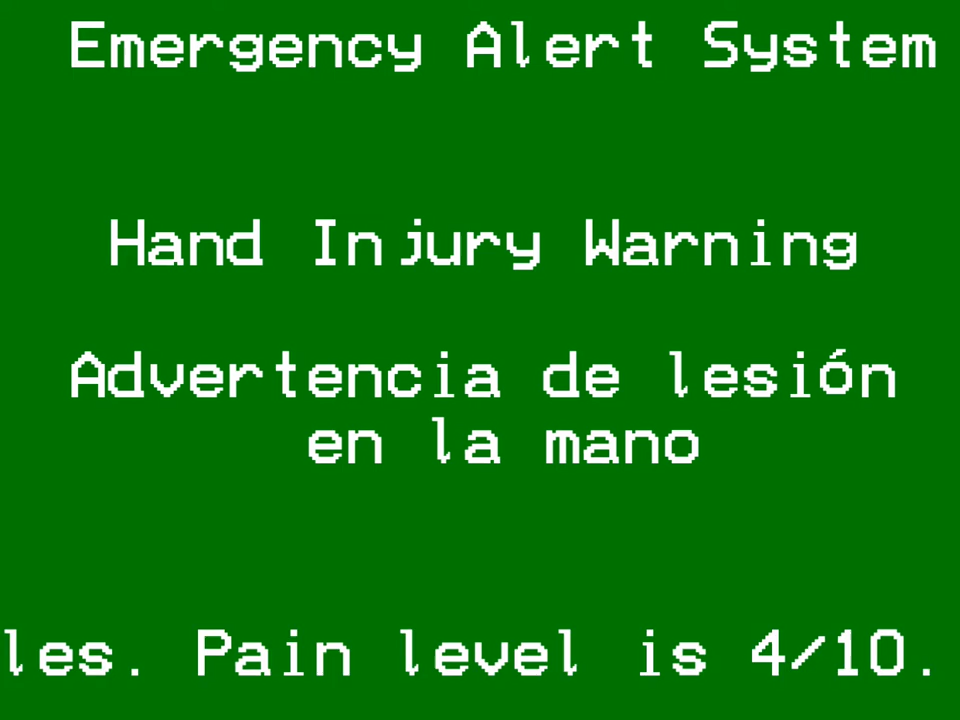 Emergency Alert System
Hand Injury Warning
Advertencia de lesión
en la mano
les. Pain level is 4/10.